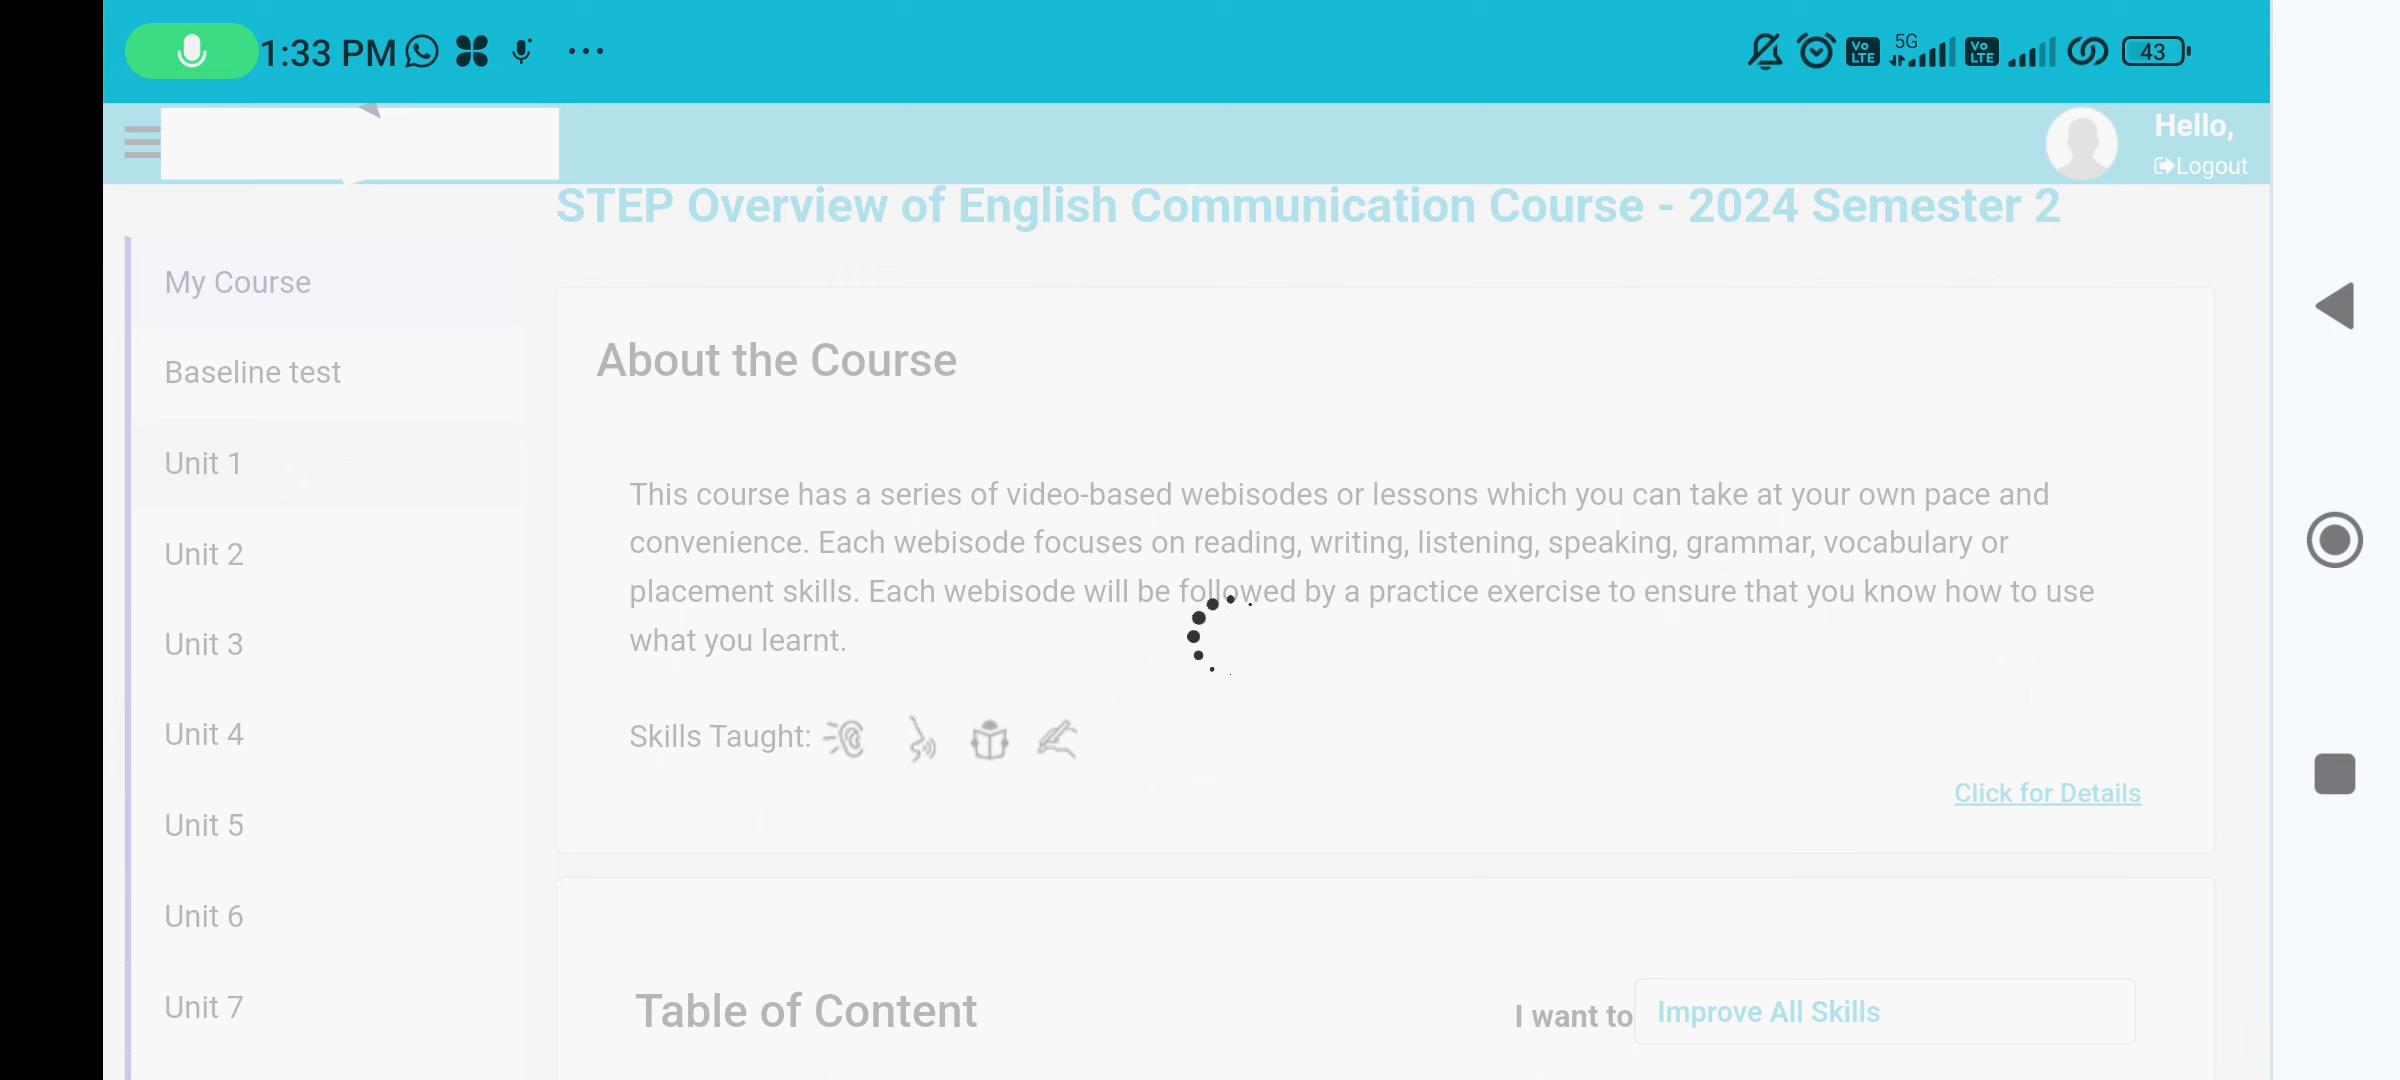 1:33 PM
Vo LTE 5G Vo LTE 43
Hello,
Logout
STEP Overview of English Communication Course - 2024 Semester 2
My Course
Baseline test
Unit 1
Unit 2
Unit 3
Unit 4
Unit 5
Unit 6
Unit 7
About the Course
This course has a series of video-based webisodes or lessons which you can take at your own pace and
convenience. Each webisode focuses on reading, writing, listening, speaking, grammar, vocabulary or
placement skills. Each webisode will be followed by a practice exercise to ensure that you know how to use
what you learnt.
Skills Taught:
Click for Details
Table of Content
I want to Improve All Skills